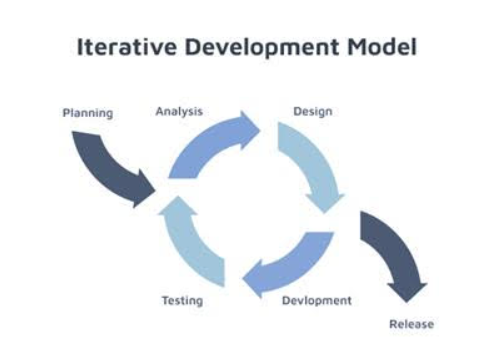 Iterative Development Model
Planning
Analysis
Design
Testing
Devlopment
Release